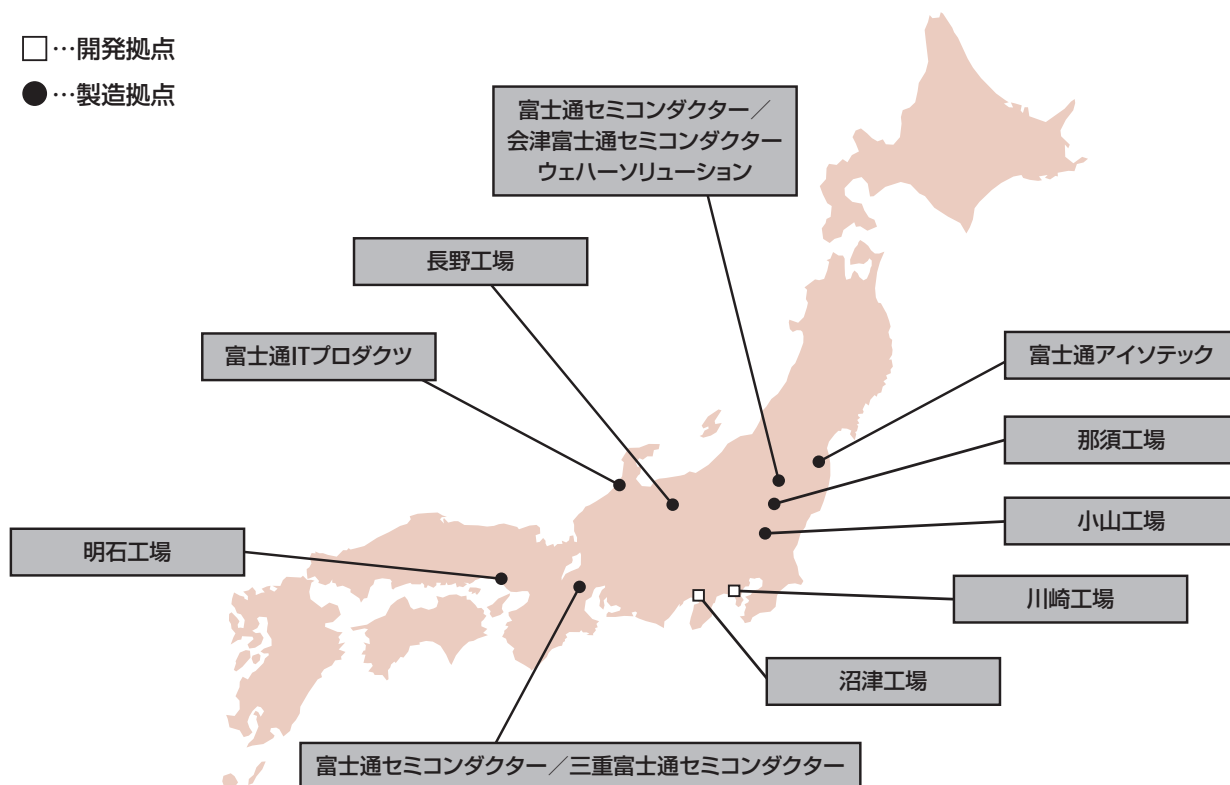 □…開発拠点
●…製造拠点
富士通セミコンダクター／
会津富士通セミコンダクター
ウェハーソリューション
長野工場
富士通ITプロダクツ
富士通アイソテック
那須工場
小山工場
明石工場
川崎工場
沼津工場
富士通セミコンダクター／三重富士通セミコンダクター